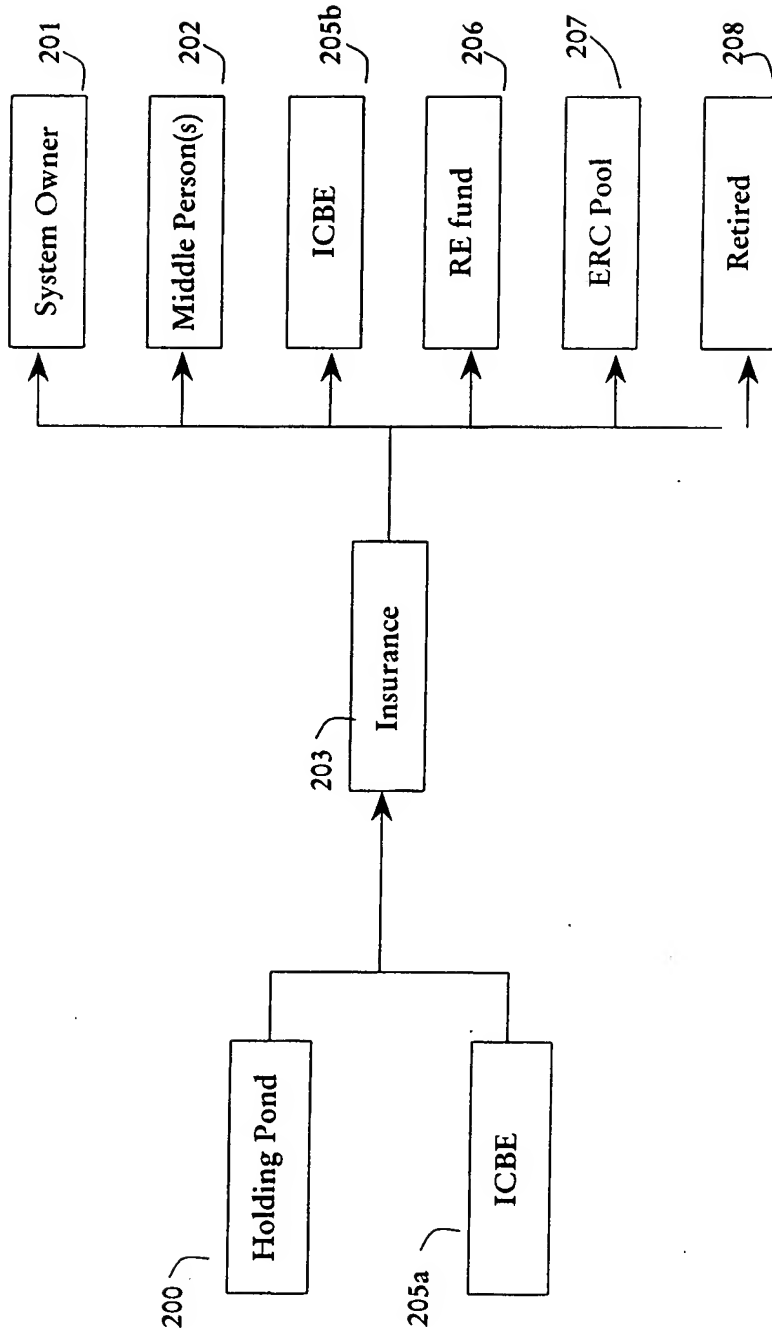 200
Holding Pond
205a
ICBE
203
Insurance
System Owner
201
Middle Person(s)
202
ICBE
205b
RE fund
206
ERC Pool
207
Retired
208